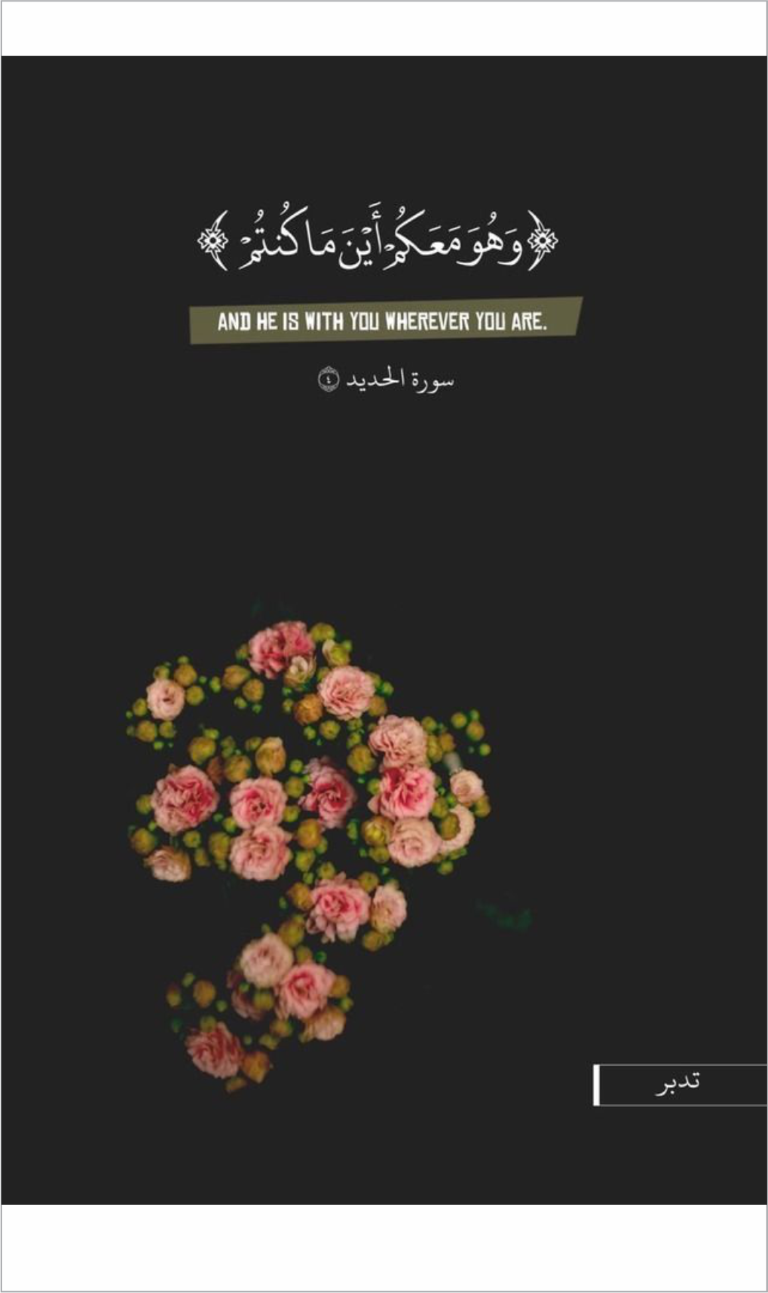 ﴿وَهُوَ مَعَكُمْ أَيْنَ مَا كُنتُمْ﴾
AND HE IS WITH YOU WHEREVER YOU ARE.
سورة الحديد ٤
تدبر